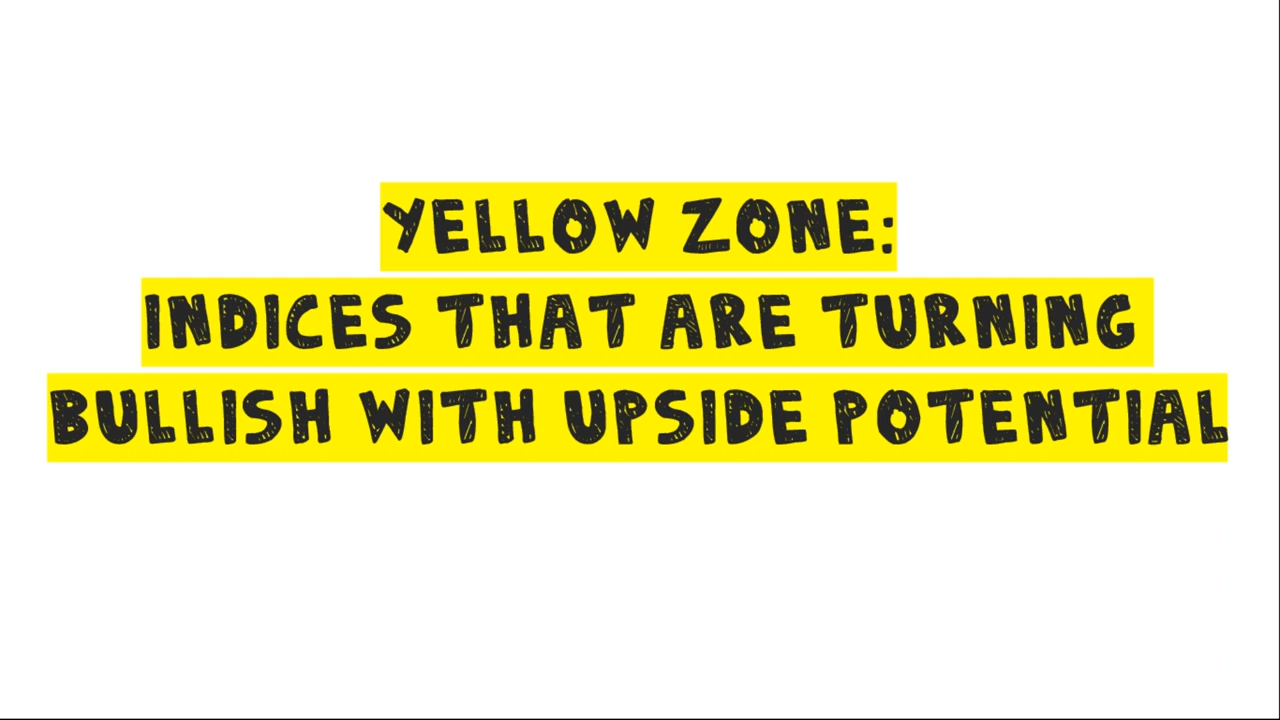 YELLOW ZONE:
INDICES THAT ARE TURNING
BULLISH WITH UPSIDE POTENTIAL